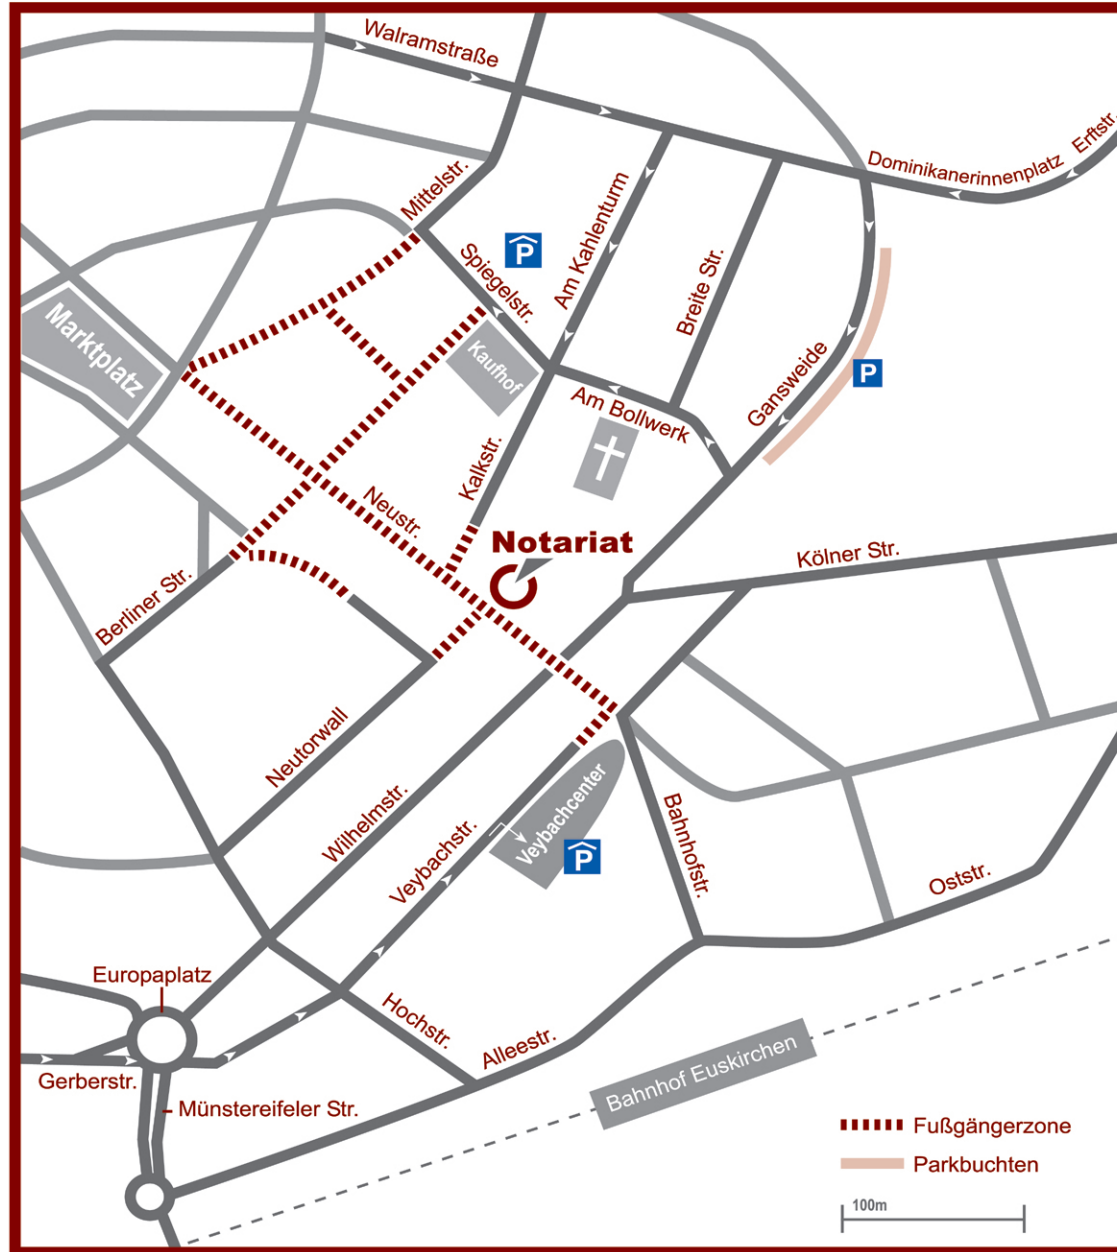 Walramstraße
Dominikanerinnenplatz
Erftstr.
Mittelstr.
Am Kahlenturm
P
Spiegelstr.
Breite Str.
Marktplatz
Kaufhof
Gansweide
P
Am Bollwerk
Kalkstr.
Neustr.
Notariat
Kölner Str.
Berliner Str.
Neutorwall
Wilhelmstr.
Veybachstr.
Veybachcenter
P
Bahnhofstr.
Oststr.
Europaplatz
Hochstr.
Alleestr.
Gerberstr.
Bahnhof Euskirchen
Münstereifeler Str.
Fußgängerzone
Parkbuchten
100m